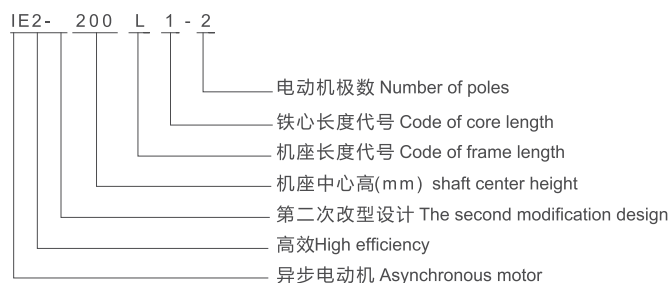 IE2- 200 L 1 - 2
电动机极数 Number of poles
铁心长度代号 Code of core length
机座长度代号 Code of frame length
机座中心高(mm) shaft center height
第二次改型设计 The second modification design
高效High efficiency
异步电动机 Asynchronous motor